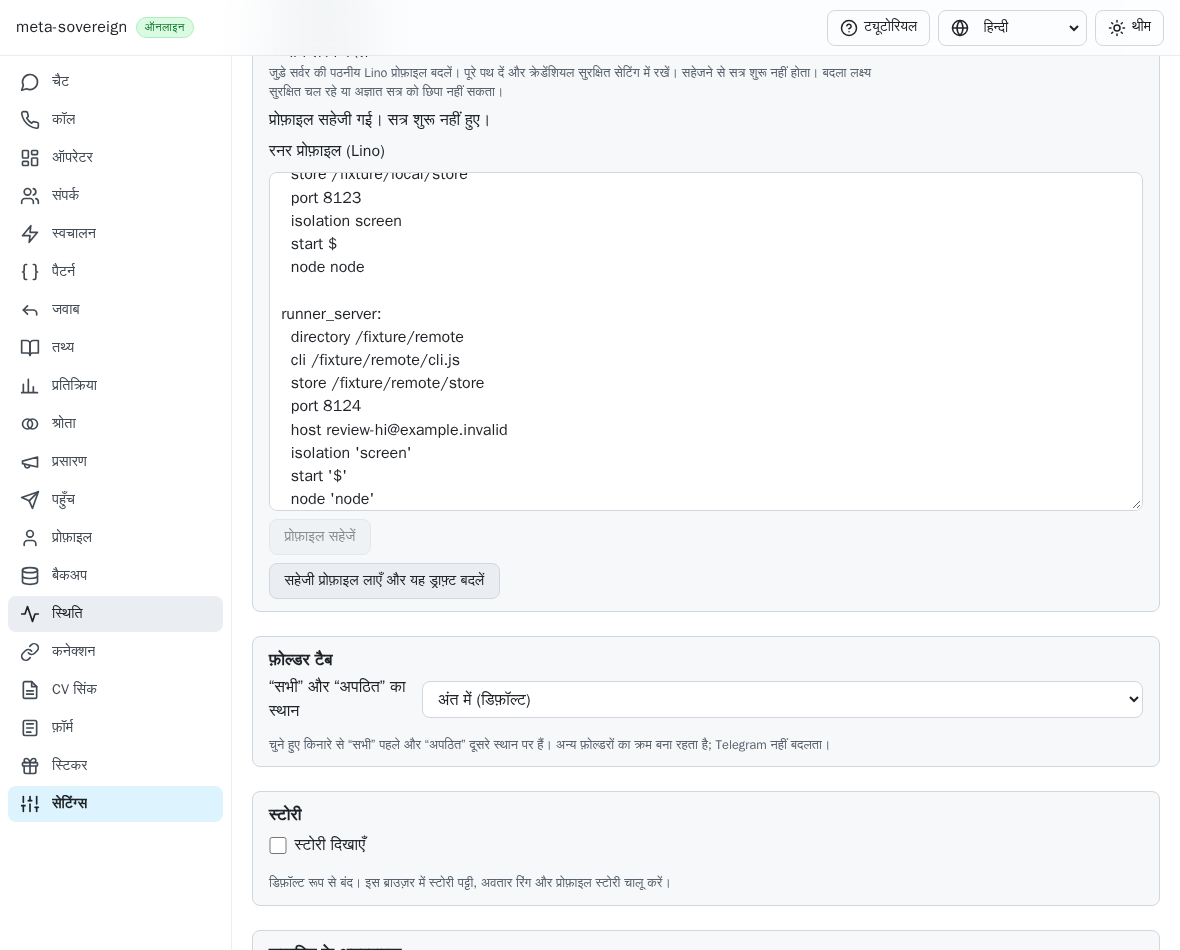 meta-sovereign
ऑनलाइन
ट्यूटोरियल
हिन्दी
थीम
चैट
कॉल
ऑपरेटर
संपर्क
स्वचालन
पैटर्न
जवाब
तथ्य
प्रतिक्रिया
श्रोता
प्रसारण
पहुँच
प्रोफ़ाइल
बैकअप
स्थिति
कनेक्शन
CV सिंक
फ़ॉर्म
स्टिकर
सेटिंग्स
जुड़े सर्वर की पठनीय Lino प्रोफ़ाइल बदलें। पूरे पथ दें और क्रेडेंशियल सुरक्षित सेटिंग में रखें। सहेजने से सत्र शुरू नहीं होता। बदला लक्ष्य
सुरक्षित चल रहे या अज्ञात सत्र को छिपा नहीं सकता।
प्रोफ़ाइल सहेजी गई। सत्र शुरू नहीं हुए।
रनर प्रोफ़ाइल (Lino)
store /fixture/local/store
port 8123
isolation screen
start $
node node
runner_server:
directory /fixture/remote
cli /fixture/remote/cli.js
store /fixture/remote/store
port 8124
host review-hi@example.invalid
isolation 'screen'
start '$'
node 'node'
प्रोफ़ाइल सहेजें
सहेजी प्रोफ़ाइल लाएँ और यह ड्राफ़्ट बदलें
फ़ोल्डर टैब
“सभी” और “अपठित” का
स्थान
अंत में (डिफ़ॉल्ट)
चुने हुए किनारे से “सभी” पहले और “अपठित” दूसरे स्थान पर हैं। अन्य फ़ोल्डरों का क्रम बना रहता है; Telegram नहीं बदलता।
स्टोरी
स्टोरी दिखाएँ
डिफ़ॉल्ट रूप से बंद। इस ब्राउज़र में स्टोरी पट्टी, अवतार रिंग और प्रोफ़ाइल स्टोरी चालू करें।